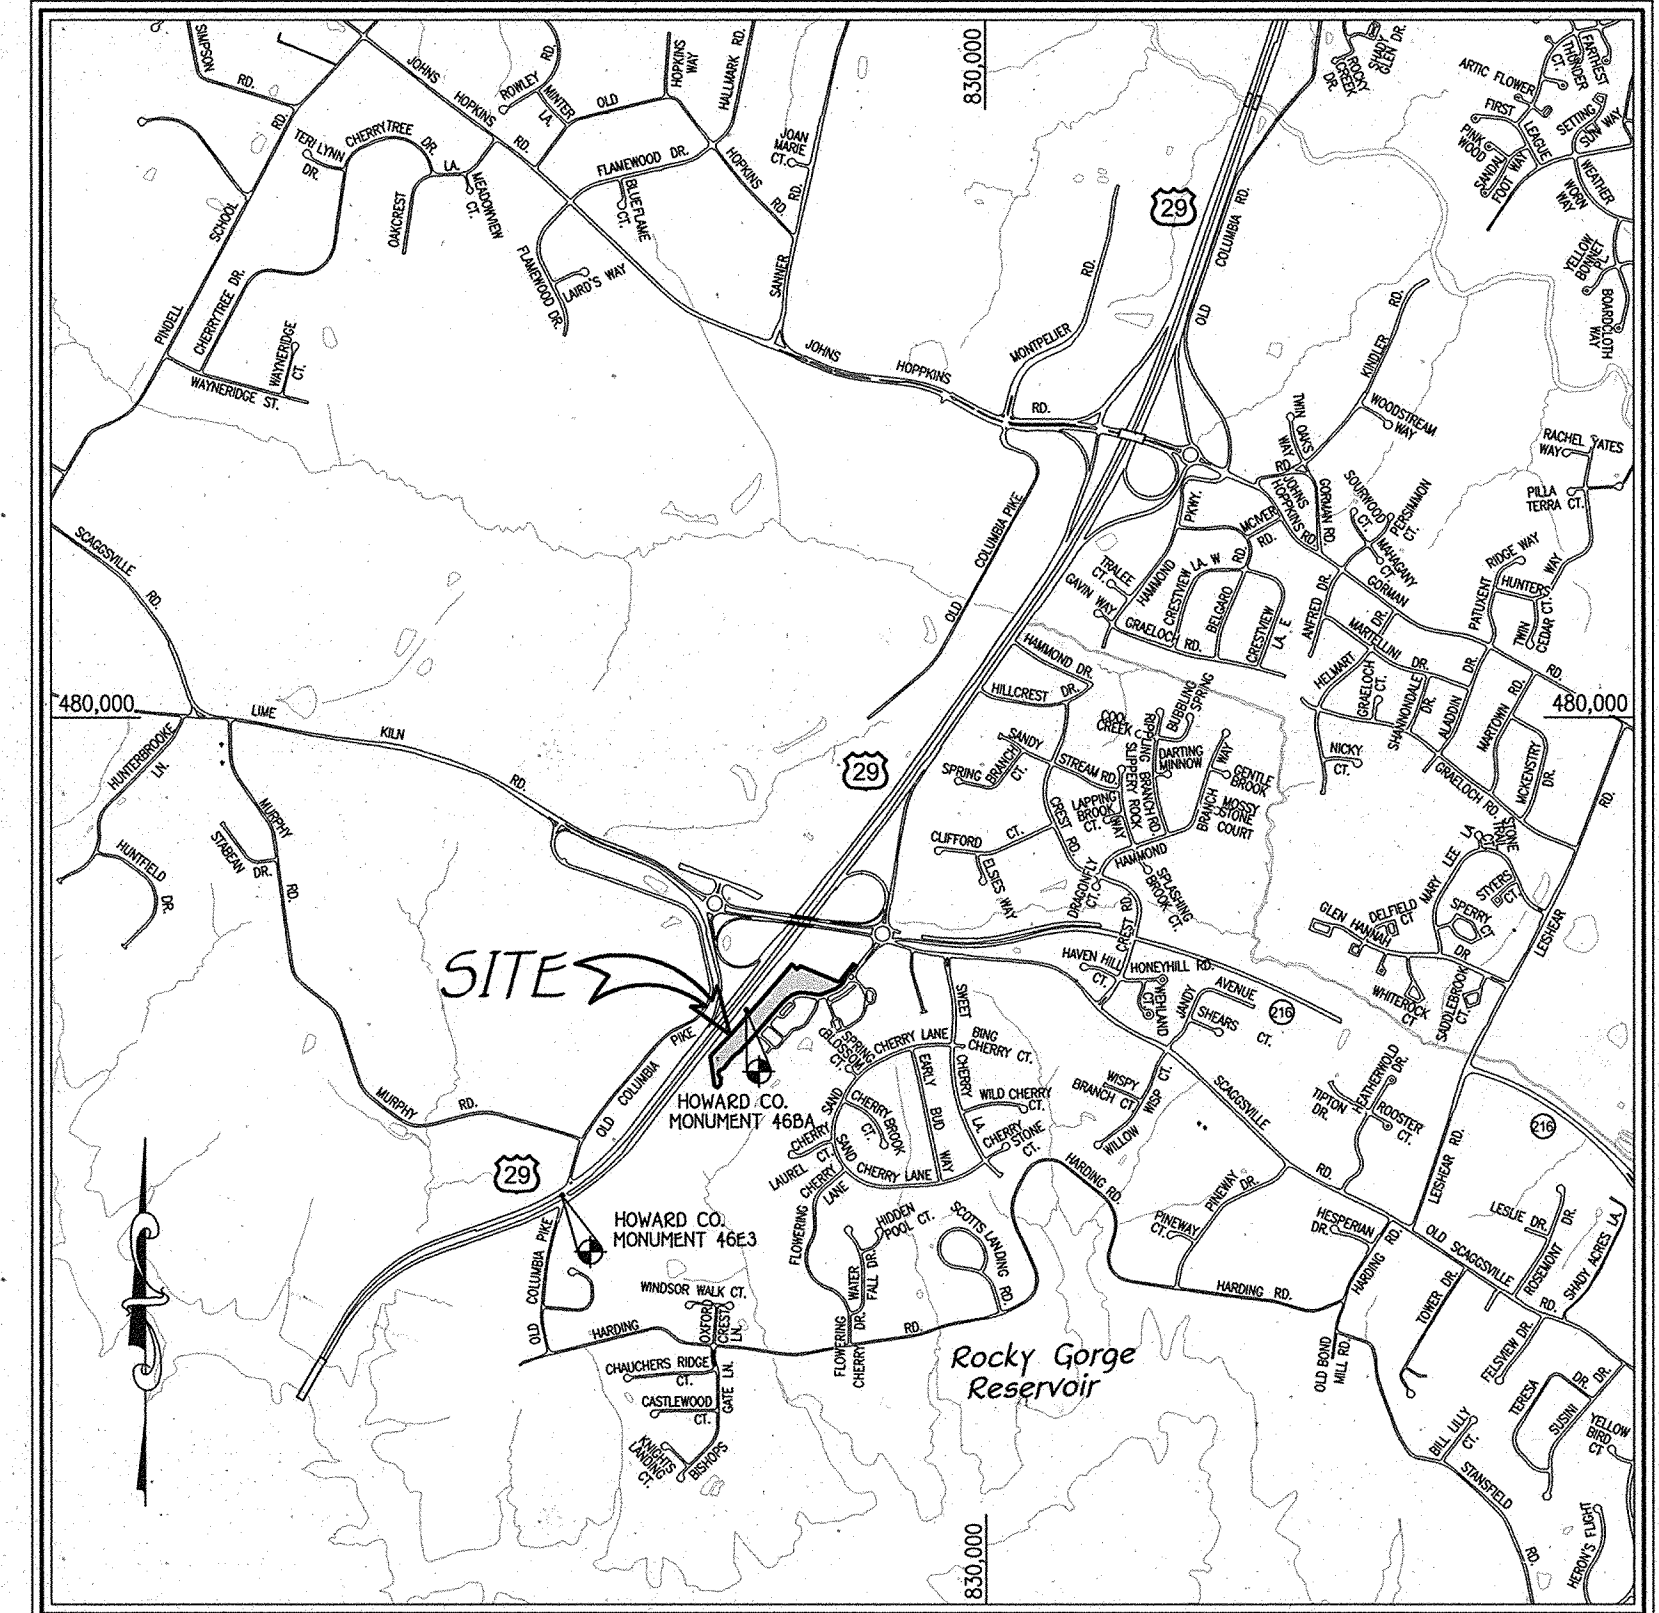 SIMPSON
RD.
JOHNS
HOPKINS
RD.
ROWLEY
RD.
MINTER
LA.
OLD
HOPKINS
WAY
HALLMARK RD.
HOPKINS
RD.
JOAN
MARIE
CT.
830,000
ROCKY
CREEK
DR.
SHADY
GLEN DR.
ARTIC FLOWER
THUNDER
CT.
FARTHEST
FIRST
LEAGUE
SETTING
SUN WAY
PINK
WOOD
SANDAL
FOOT WAY
WEATHER
WORN
WAY
YELLOW
BONNET
PL.
BOARDCLOTH
WAY
RD.
TERI LYNN
DR.
CHERRYTREE
DR.
LA.
OAKCREST
MEADOWVIEW
CT.
FLAMEWOOD DR.
BLUEFLAME
CT.
FLAMEWOOD DR.
LAIRD'S WAY
SANNER
RD.
SCHOOL
PINDELL
CHERRYTREE DR.
WAYNERIDGE
CT.
WAYNERIDGE ST.
29
COLUMBIA RD.
OLD
MONTPELIER
RD.
JOHNS
HOPPKINS
RD.
KINDLER
RD.
WOODSTREAM
WAY
TWIN OAKS
WAY
RD.
JOHNS
HOPKINS
RD.
GORMAN RD.
SOURWOOD
CT.
PERSIMMON
CT.
MAHAGANY
CT.
RACHEL YATES
WAY
PILLA
TERRA CT.
RIDGE WAY
HUNTERS
WAY
PATUXENT
TWIN
CEDAR CT.
SCAGGSVILLE
RD.
OLD
COLUMBIA PIKE
PKWY.
HAMMOND
MCIVER
RD.
TRALEE
CT.
GAVIN WAY
CRESTVIEW LA. W
BELGARO
RD.
CRESTVIEW
LA. E
GRAELOCH RD.
ANFRED DR.
GORMAN
RD.
MARTELLINI
DR.
DR.
HELMART
GRAELOCH
CT.
SHANNONDALE
DR.
ALADDIN
DR.
MARTOWN
RD.
MCKENSTRY
DR.
NICKY
CT.
GRAELOCH RD.
480,000
480,000
LIME
KILN
RD.
HUNTERBROOKE
LN.
HUNTFIELD
DR.
MURPHY
RD.
STABEAN
DR.
29
HAMMOND DR.
HILLCREST DR.
SANDY
BRANCH
CT.
SPRING
STREAM RD.
COOL
CREEK
RIPPLING
BRANCH RD.
BUBBLING
SPRING
DARTING
MINNOW
SLIPPERY ROCK
WAY
LAPPING
BROOK
CT.
BRANCH
WAY
GENTLE
BROOK
MOSSY
STONE
COURT
CREST RD.
CLIFFORD
CT.
ELSIES WAY
DRAGONFLY
CT.
HAMMOND
SPLASHING
BROOK CT.
CREST RD.
MARY LEE
LA
STONE
TRAIL
CT.
STYERS
CT
SPERRY
CT
GLEN HANNAH
DELFIELD
CT
DR
WHITEROCK
CT
SADDLEBROOK
CT.
LEISHEAR
RD.
SITE
HAVEN HILL
CT.
HONEYHILL RD.
WEHLAND
CT.
JANDY
AVENUE
SHEARS
CT.
216
SWEET
CHERRY
LA.
BING
CHERRY CT.
SPRING
BLOSSOM
CT.
CHERRY LANE
SAND
EARLY
BUD
WAY
WILD CHERRY
CT.
CHERRY
STONE
CT.
CHERRY BROOK
CT.
CHERRY
LAUREL CT.
SAND
CHERRY LANE
CHERRY
LANE
FLOWERING
WISPY
BRANCH CT.
WILLOW
WISP
CT.
SCAGGSVILLE
RD.
TIPTON
DR.
HEATHERWOLD
DR.
ROOSTER
CT.
216
OLD
COLUMBIA
PIKE
HOWARD CO.
MONUMENT 46BA
MURPHY
RD.
29
HOWARD CO.
MONUMENT 46E3
OLD
COLUMBIA PIKE
WINDSOR WALK CT.
HARDING
OXFORD
CREST
LN.
CHAUCHERS RIDGE
CT.
CASTLEWOOD
CT.
GATE LN.
KNIGHTS
LANDING
CT.
BISHOPS
HIDDEN
POOL CT.
WATER
FALL DR.
FLOWERING
CHERRY DR.
RD.
SCOTTS LANDING
RD.
HARDING RD.
PINEWAY
CT.
PINEWAY
DR.
HARDING RD.
Rocky Gorge
Reservoir
HESPERIAN
DR.
HARDING
RD.
LEISHEAR RD.
OLD SCAGGSVILLE
RD.
LESLIE DR.
ROSEMONT
DR.
SHADY ACRES LA.
TOWER DR.
FELSVIEW DR.
OLD BOND
MILL RD
TERESA
DR.
SUSINI
DR.
BILL LILLY
CT.
YELLOW
BIRD
CT
STANSFIELD
RD.
HERON'S FLIGHT
830,000